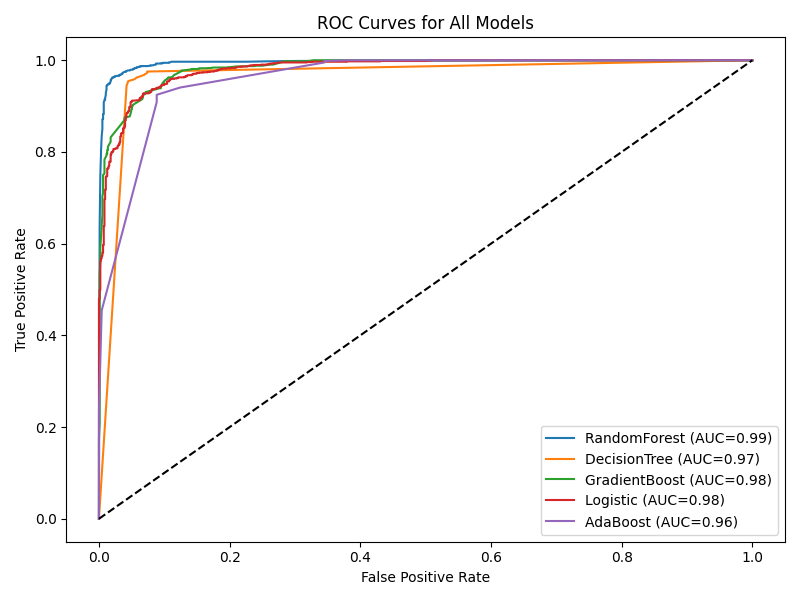 ROC Curves for All Models
True Positive Rate
1.0
0.8
0.6
0.4
0.2
0.0
RandomForest (AUC=0.99)
DecisionTree (AUC=0.97)
GradientBoost (AUC=0.98)
Logistic (AUC=0.98)
AdaBoost (AUC=0.96)
0.0 0.2 0.4 0.6 0.8 1.0
False Positive Rate